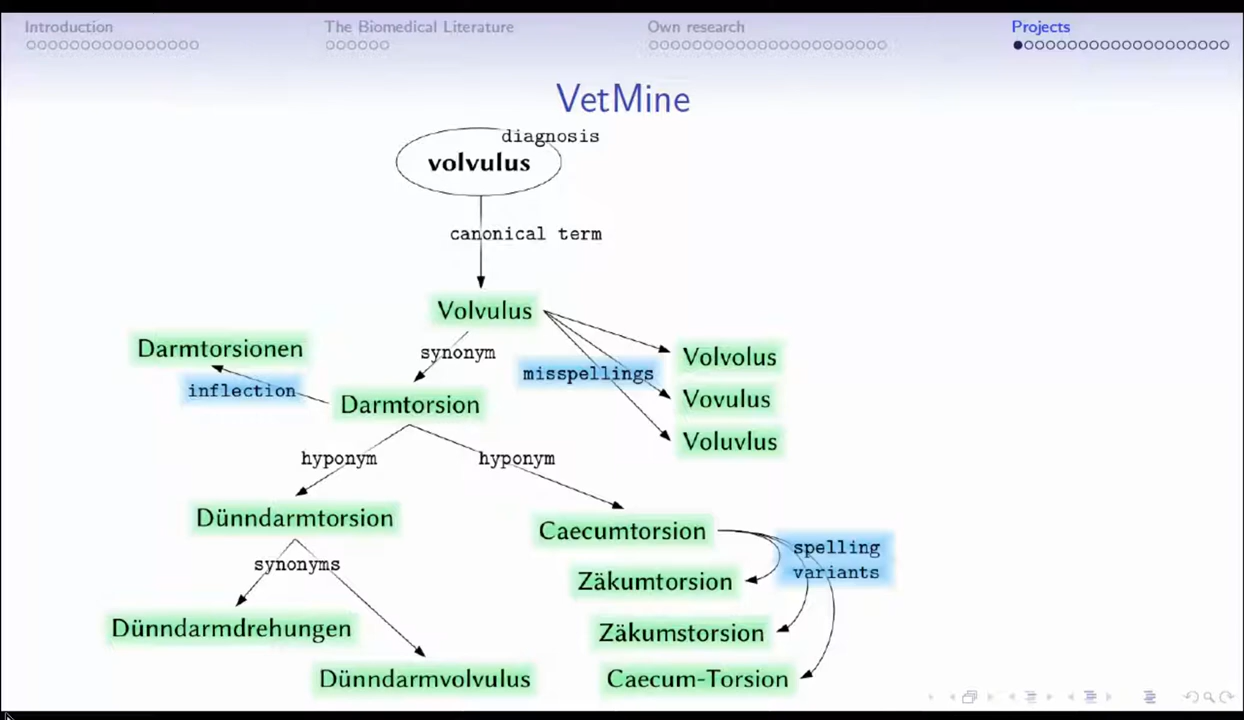 Introduction
The Biomedical Literature
Own research
Projects
VetMine
diagnosis
volvulus
canonical term
Volvulus
Darmtorsionen
synonym
Volvolus
misspellings
inflection
Vovulus
Darmtorsion
Voluvlus
hyponym
hyponym
Dünndarmtorsion
Caecumtorsion
spelling
variants
synonyms
Zäkumtorsion
Dünndarmdrehungen
Zäkumstorsion
Dünndarmvolvulus
Caecum-Torsion